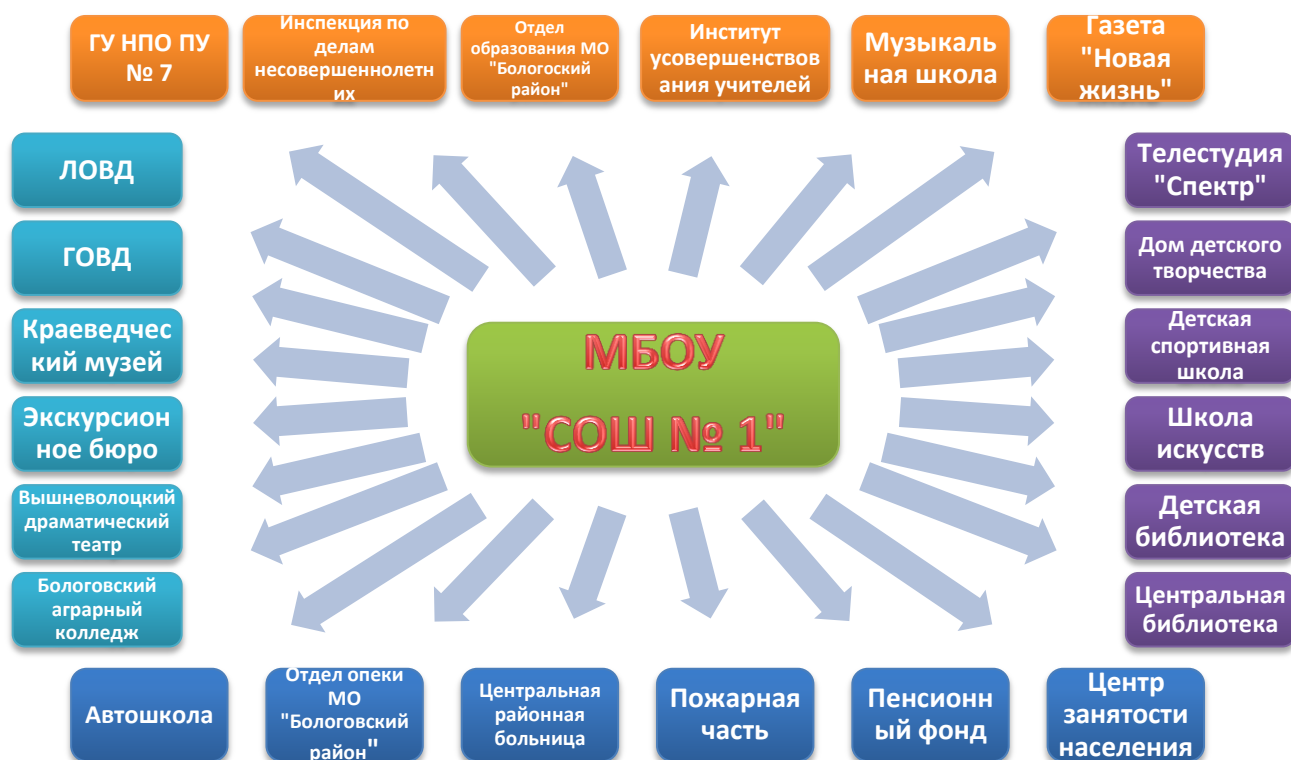 ГУ НПО ПУ
№ 7
Инспекция по
делам
несовершеннолетн
их
Отдел
образования МО
"Бологоский
район"
Институт
усовершенствов
ания учителей
Музыкаль
ная школа
Газета
"Новая
жизнь"
ЛОВД
ГОВД
Краеведчес
кий музей
Экскурсион
ное бюро
Вышневолоцкий
драматический
театр
Бологовский
аграрный
колледж
МБОУ
"СОШ № 1"
Телестудия
"Спектр"
Дом детского
творчества
Детская
спортивная
школа
Школа
искусств
Детская
библиотека
Центральная
библиотека
Автошкола
Отдел опеки
МО
"Бологовский
район"
Центральная
районная
больница
Пожарная
часть
Пенсионн
ый фонд
Центр
занятости
населения